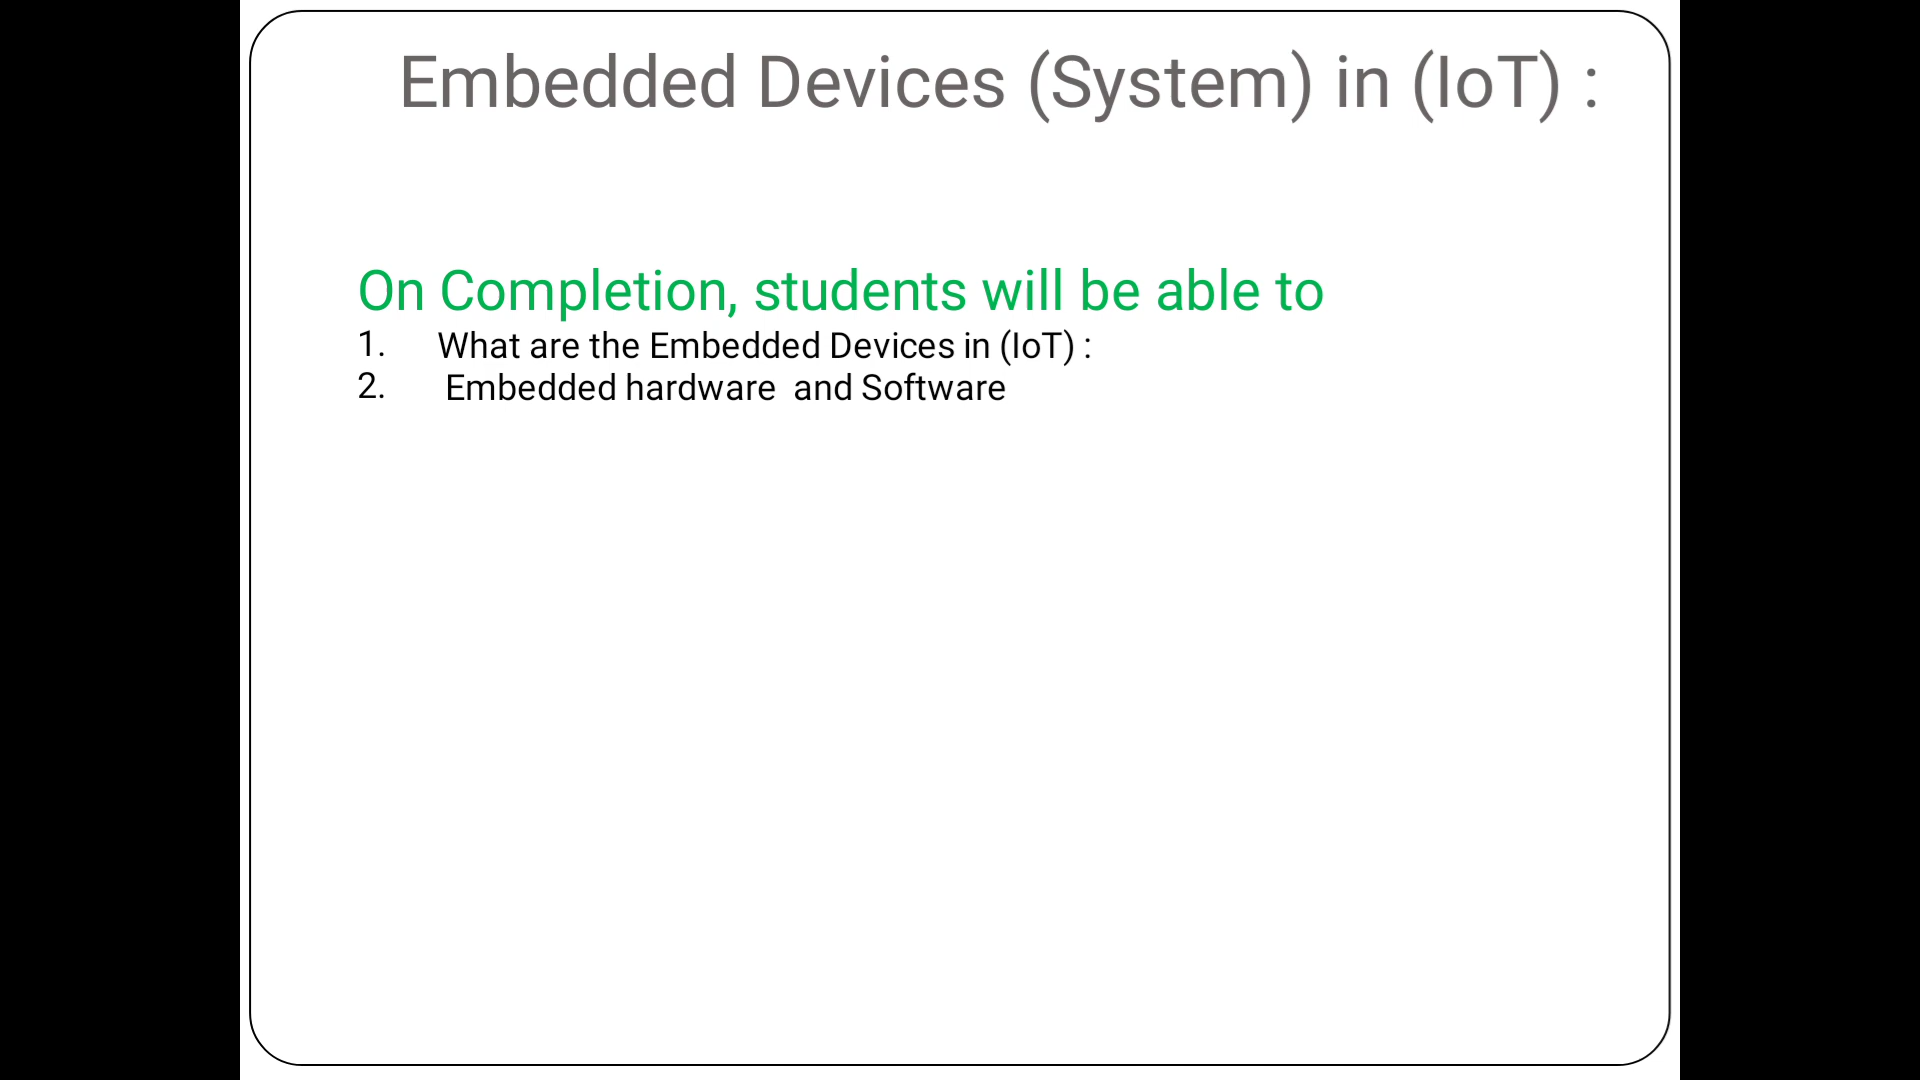 Embedded Devices (System) in (IoT) :
On Completion, students will be able to
1. What are the Embedded Devices in (IoT) :
2. Embedded hardware  and Software